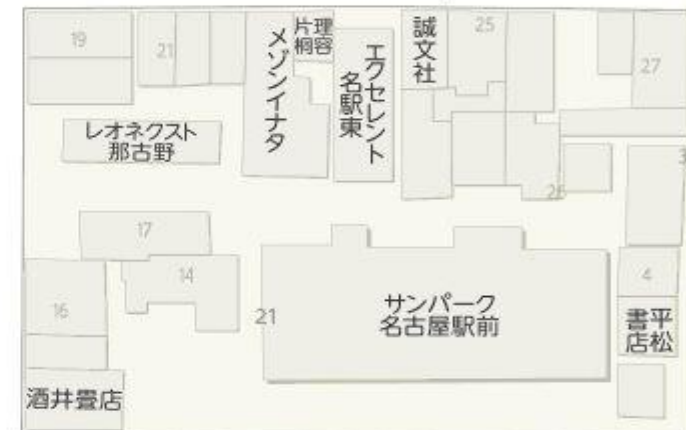 19
21
メゾンイナタ
理容
片桐
エクセレント
名駅東
誠文社
25
27
レオネクスト
那古野
26
3
17
14
16
21
サンパーク
名古屋駅前
4
平松
書店
酒井畳店